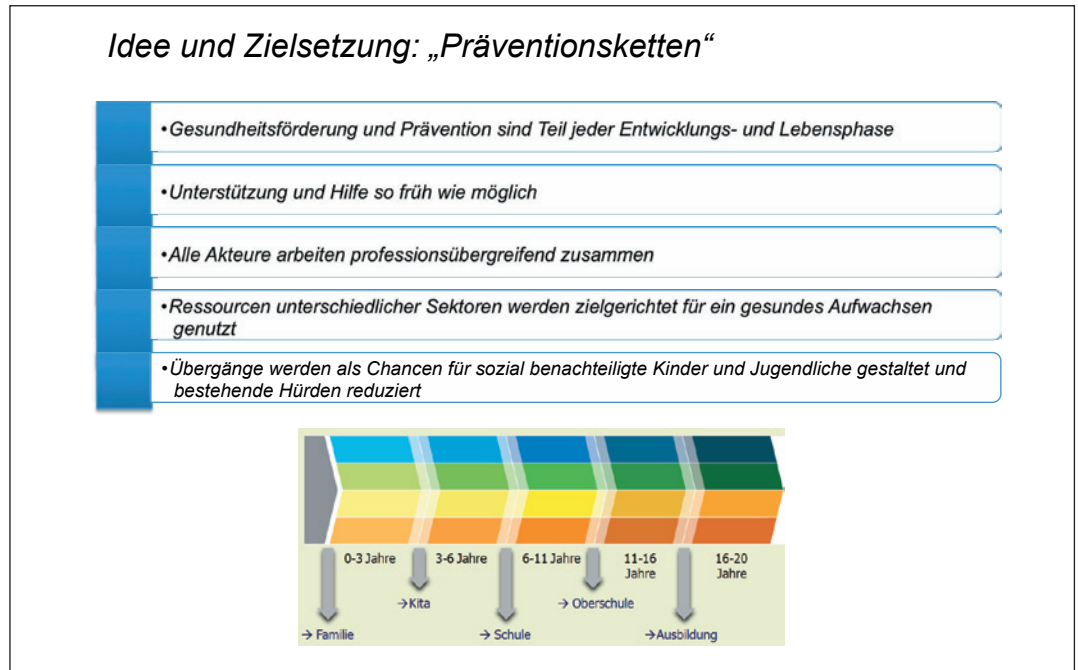 Idee und Zielsetzung: „Präventionsketten“
•Gesundheitsförderung und Prävention sind Teil jeder Entwicklungs- und Lebensphase
•Unterstützung und Hilfe so früh wie möglich
•Alle Akteure arbeiten professionsübergreifend zusammen
•Ressourcen unterschiedlicher Sektoren werden zielgerichtet für ein gesundes Aufwachsen
genutzt
•Übergänge werden als Chancen für sozial benachteiligte Kinder und Jugendliche gestaltet und
bestehende Hürden reduziert
0-3 Jahre 3-6 Jahre 6-11 Jahre 11-16 16-20
Jahre Jahre
→Kita → Oberschule
→ Familie → Schule →Ausbildung